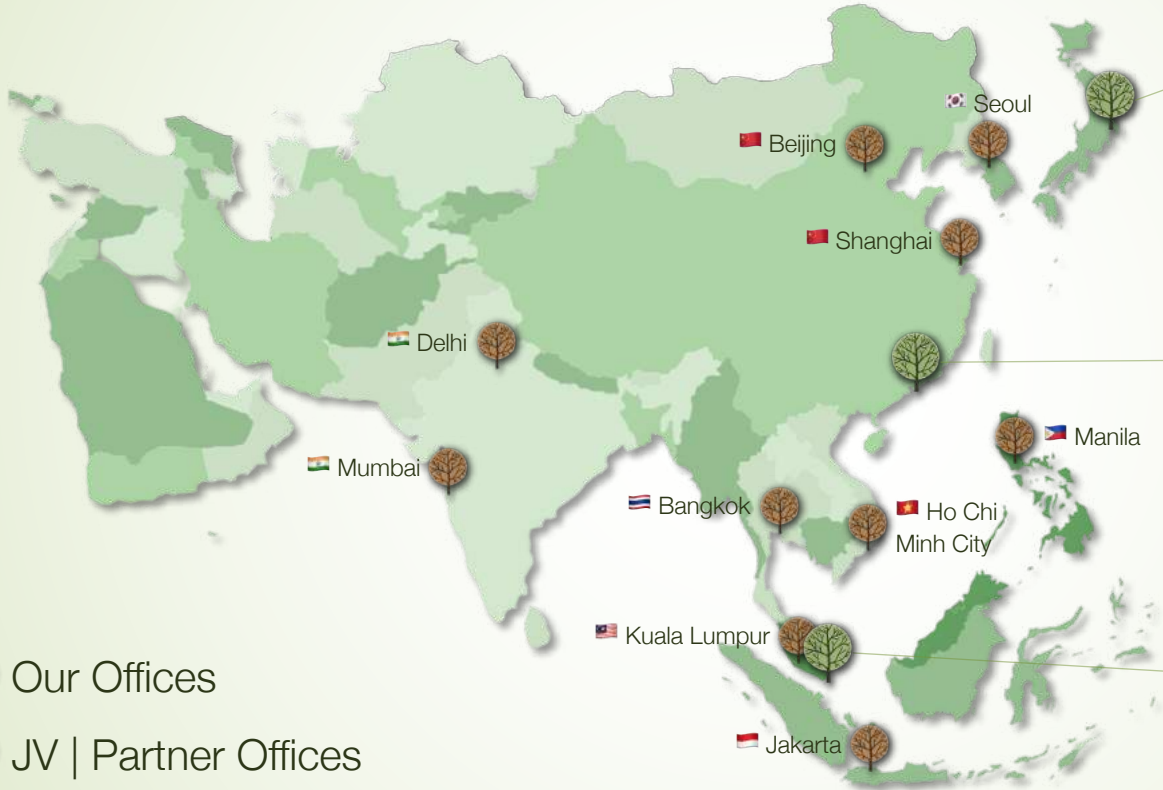 Seoul
Beijing
Shanghai
Delhi
Manila
Mumbai
Bangkok
Ho Chi
Minh City
Kuala Lumpur
Our Offices
Jakarta
JV | Partner Offices